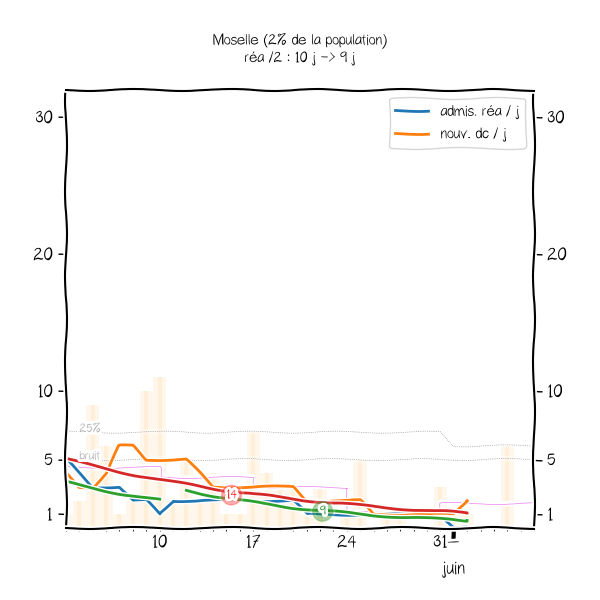 Moselle (2% de la population)
réa /2 : 10 j -> 9 j
admis. réa / j
nouv. dc / j
30
30
20
20
10
10
25%
bruit
5
5
14
9
1
1
10
17
24
31
juin